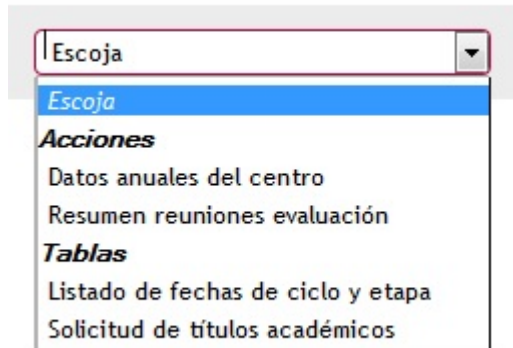 Escoja
Escoja
Acciones
Datos anuales del centro
Resumen reuniones evaluación
Tablas
Listado de fechas de ciclo y etapa
Solicitud de títulos académicos